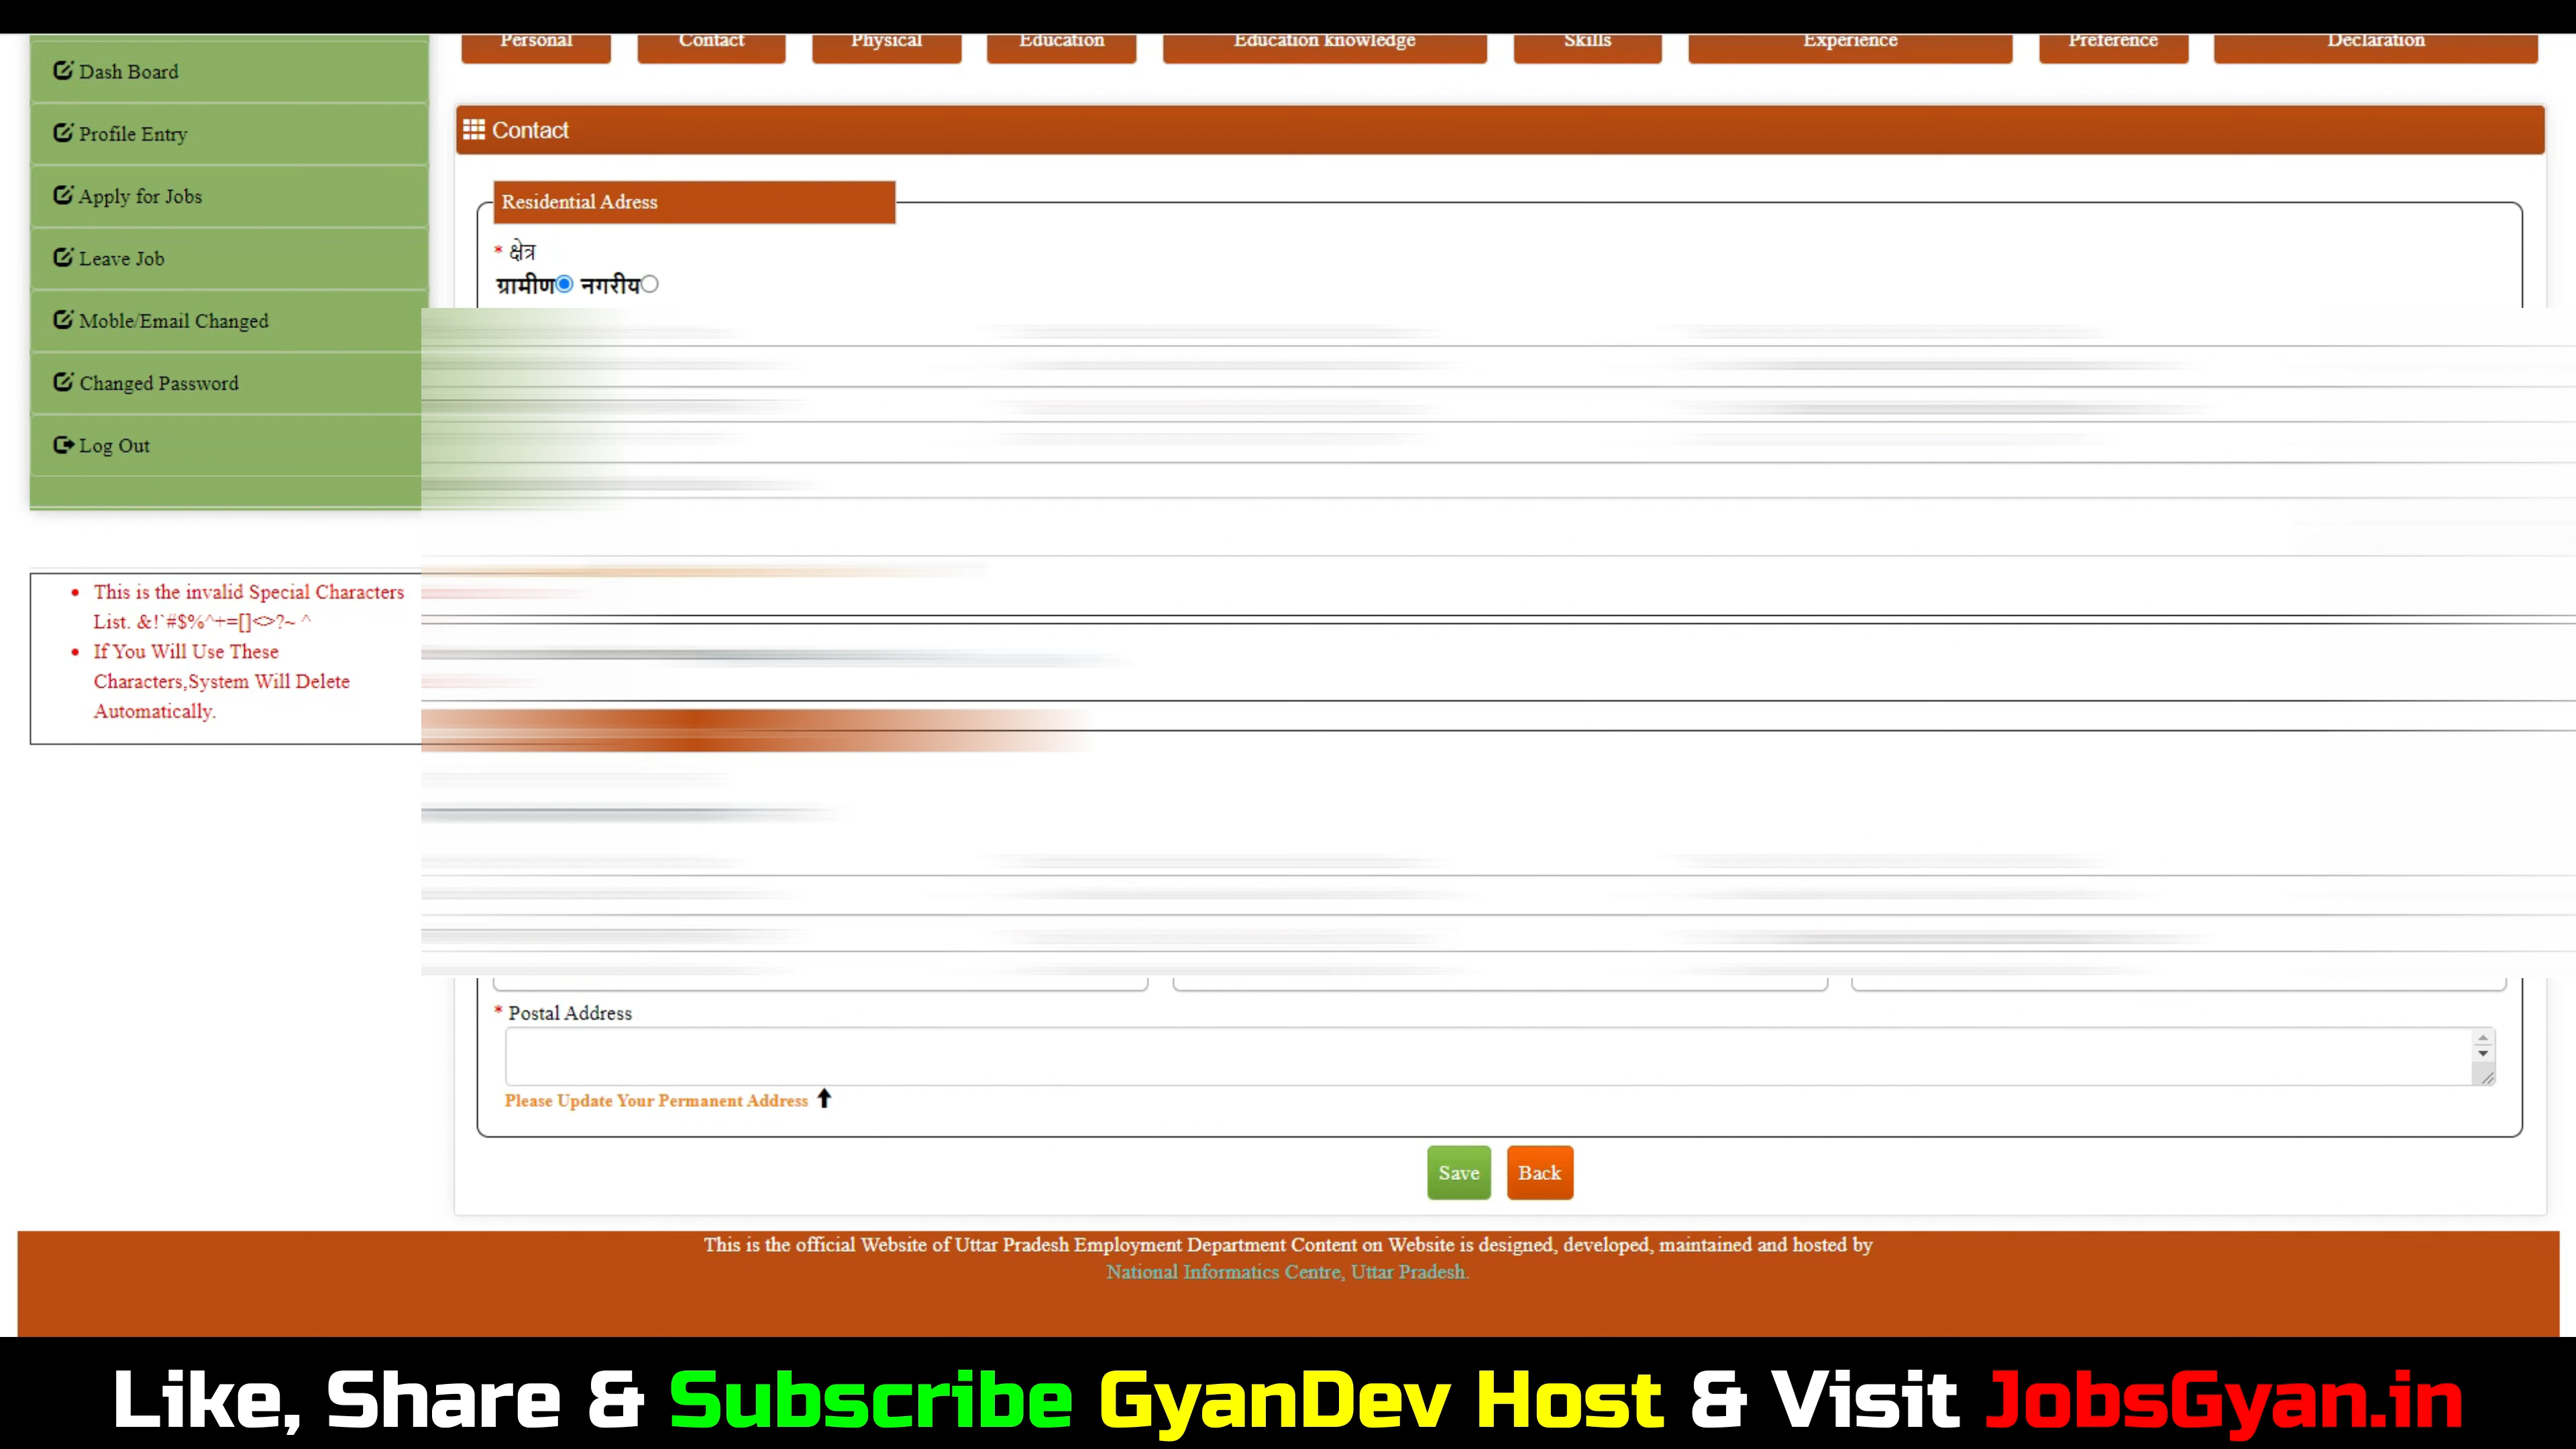 Personal Contact Physical Education Education knowledge Skills Experience Preference Declaration
Dash Board
Profile Entry
Apply for Jobs
Leave Job
Moble/Email Changed
Changed Password
Log Out
This is the invalid Special Characters
List. &!`#$%^+=[]<>?~ ^
If You Will Use These
Characters,System Will Delete
Automatically.
Contact
Residential Adress
* क्षेत्र
ग्रामीण नगरीय
* Postal Address
Please Update Your Permanent Address
Save Back
This is the official Website of Uttar Pradesh Employment Department Content on Website is designed, developed, maintained and hosted by
National Informatics Centre, Uttar Pradesh.
Like, Share & Subscribe GyanDev Host & Visit JobsGyan.in